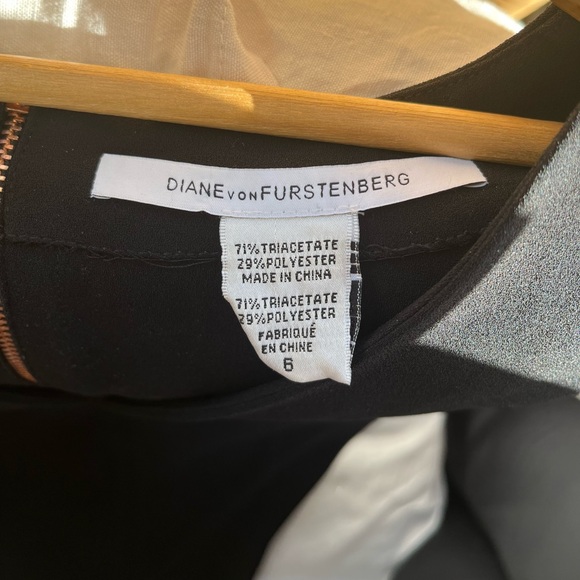 DIANE VON FURSTENBERG
71% TRIACETATE
29% POLYESTER
MADE IN CHINA
71% TRIACETATE
29% POLYESTER
FABRIQUÉ
EN CHINE
6